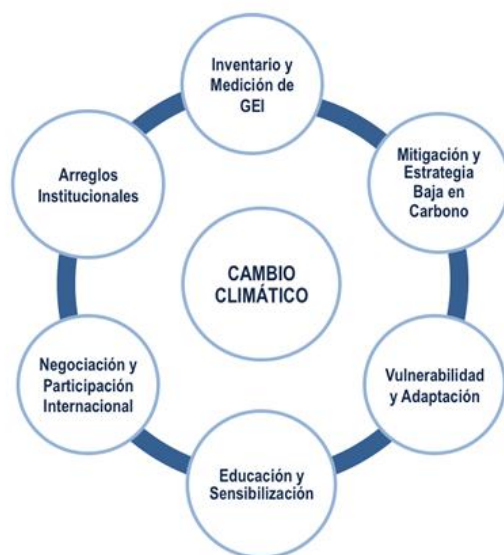 Inventario y
Medición de
GEI
Mitigación y
Estrategia
Baja en
Carbono
Vulnerabilidad
y Adaptación
Educación y
Sensibilización
Negociación y
Participación
Internacional
Arreglos
Institucionales
CAMBIO
CLIMÁTICO